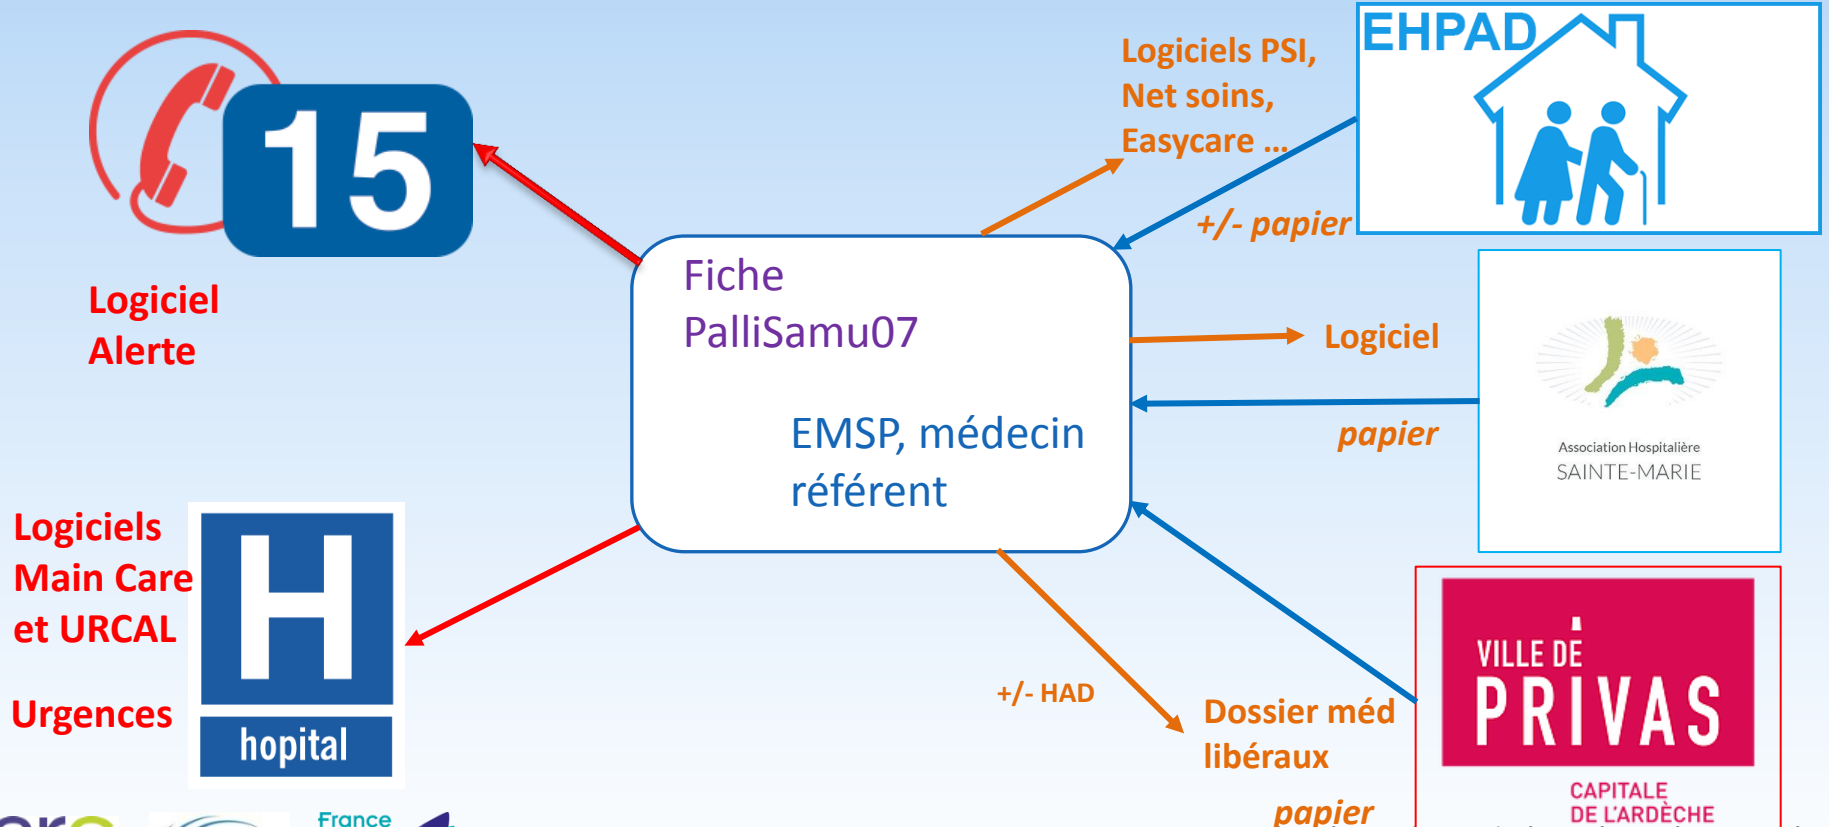 15
Logiciel
Alerte
Logiciels PSI,
Net soins,
Easycare ...
EHPAD
+/- papier
Fiche
PalliSamu07
EMSP, médecin
référent
Logiciel
papier
Association Hospitalière
SAINTE-MARIE
Logiciels
Main Care
et URCAL
Urgences
H
hopital
+/- HAD
Dossier méd
libéraux
papier
VILLE DE
PRIVAS
CAPITALE
DE L'ARDÈCHE
France